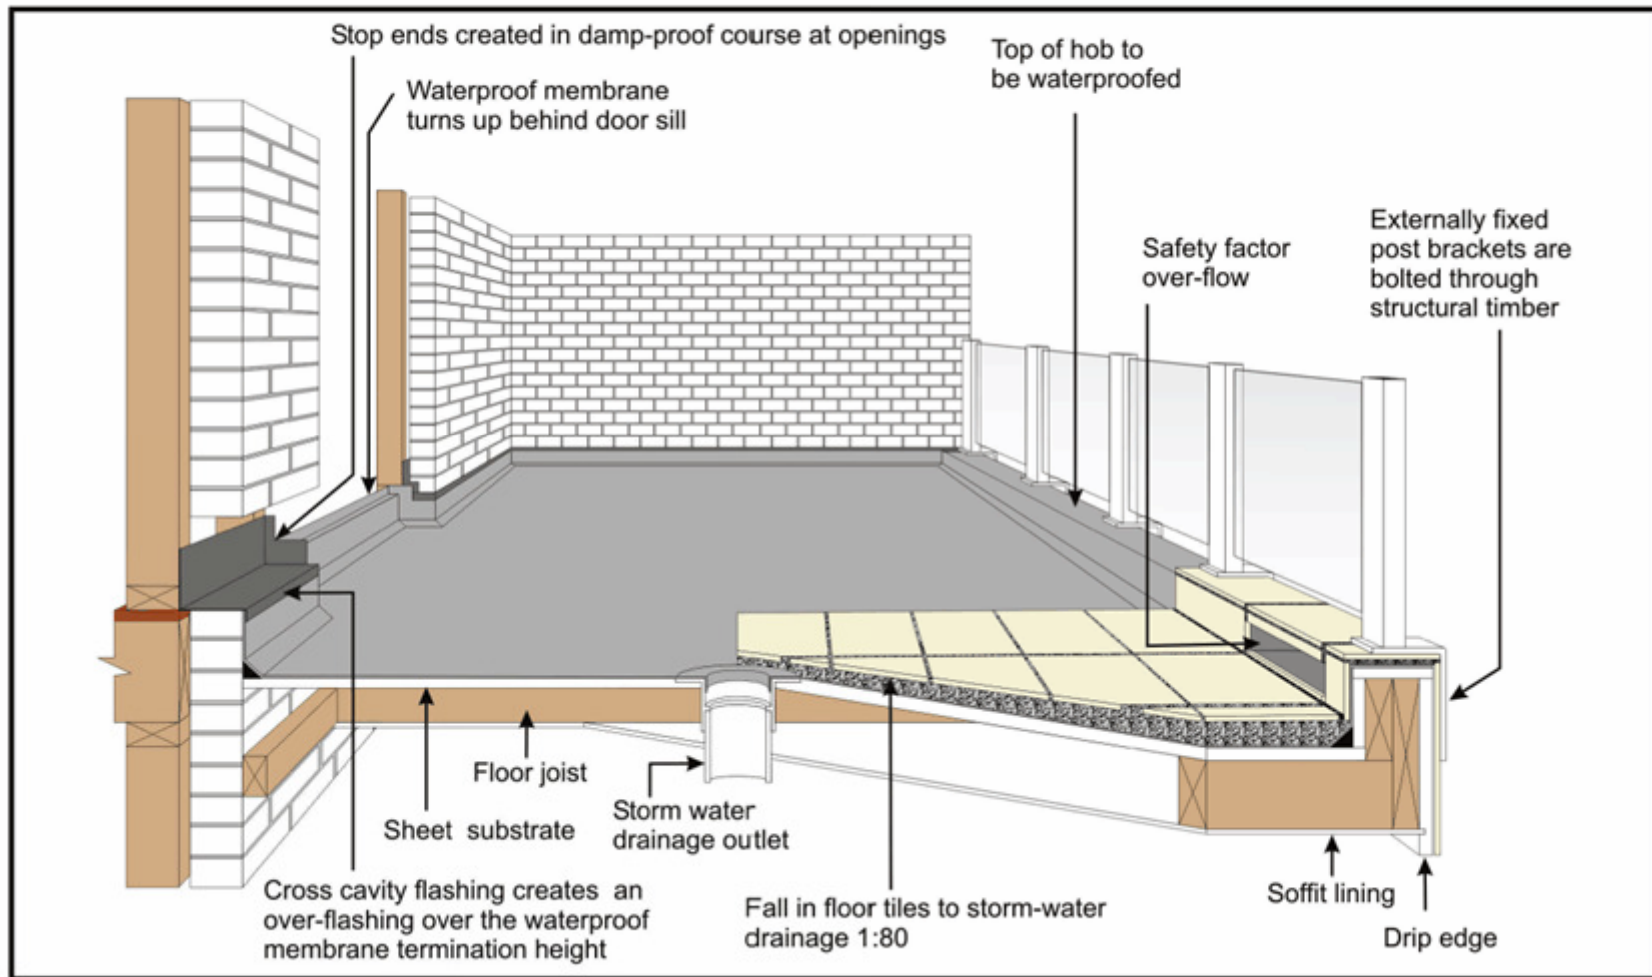 Stop ends created in damp-proof course at openings
Waterproof membrane
turns up behind door sill
Top of hob to
be waterproofed
Safety factor
over-flow
Externally fixed
post brackets are
bolted through
structural timber
Floor joist
Sheet substrate
Storm water
drainage outlet
Cross cavity flashing creates an
over-flashing over the waterproof
membrane termination height
Fall in floor tiles to storm-water
drainage 1:80
Soffit lining
Drip edge